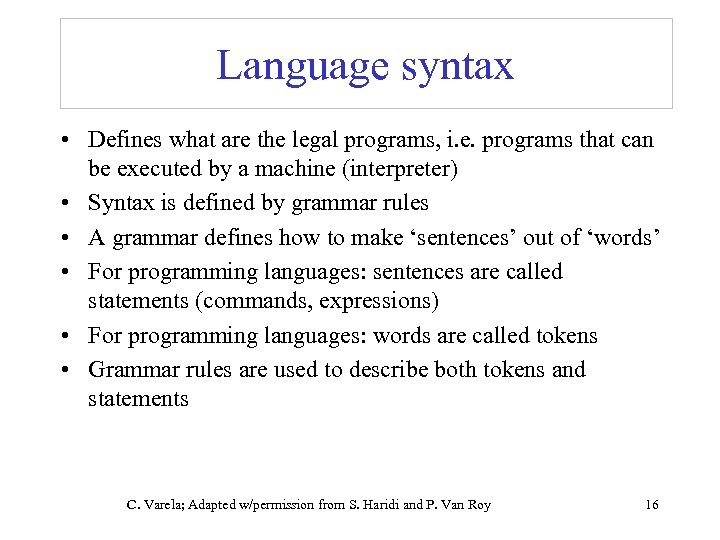 Language syntax
• Defines what are the legal programs, i.e. programs that can
be executed by a machine (interpreter)
• Syntax is defined by grammar rules
• A grammar defines how to make ‘sentences’ out of ‘words’
• For programming languages: sentences are called
statements (commands, expressions)
• For programming languages: words are called tokens
• Grammar rules are used to describe both tokens and
statements
C. Varela; Adapted w/permission from S. Haridi and P. Van Roy 16